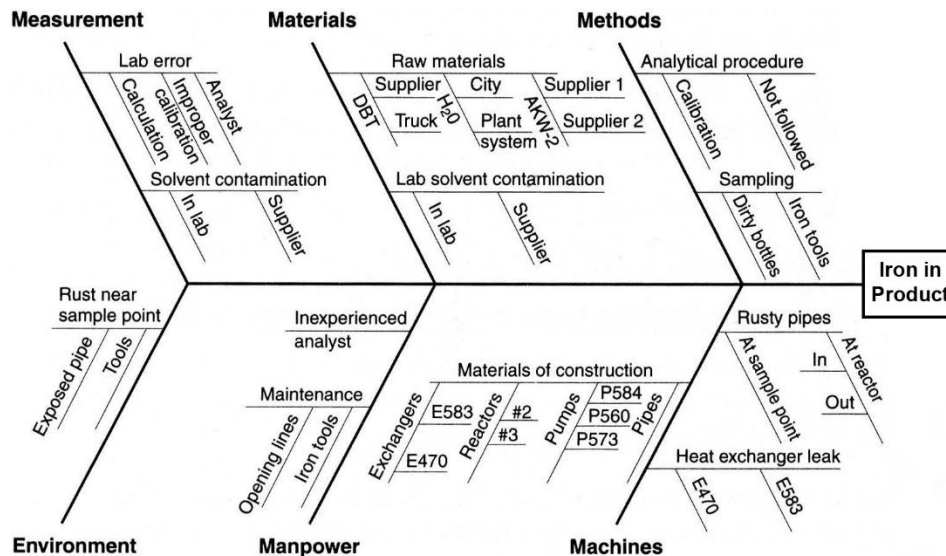 Measurement
Materials
Methods
Lab error
Calculation
Improper
calibration
Analyst
Solvent contamination
In lab
Supplier
Raw materials
DBT
Supplier
Truck
H₂0
City
Plant
system
AKW-2
Supplier 1
Supplier 2
Lab solvent contamination
In lab
Supplier
Analytical procedure
Calibration
Not followed
Sampling
Dirty bottles
Iron tools
Iron in
Product
Rust near
sample point
Exposed pipe
Tools
Inexperienced
analyst
Maintenance
Opening lines
Iron tools
Materials of construction
Exchangers
E583
E470
Reactors
#2
#3
Pumps
P584
P560
P573
Pipes
Rusty pipes
At sample point
At reactor
In
Out
Heat exchanger leak
E470
E583
Environment
Manpower
Machines